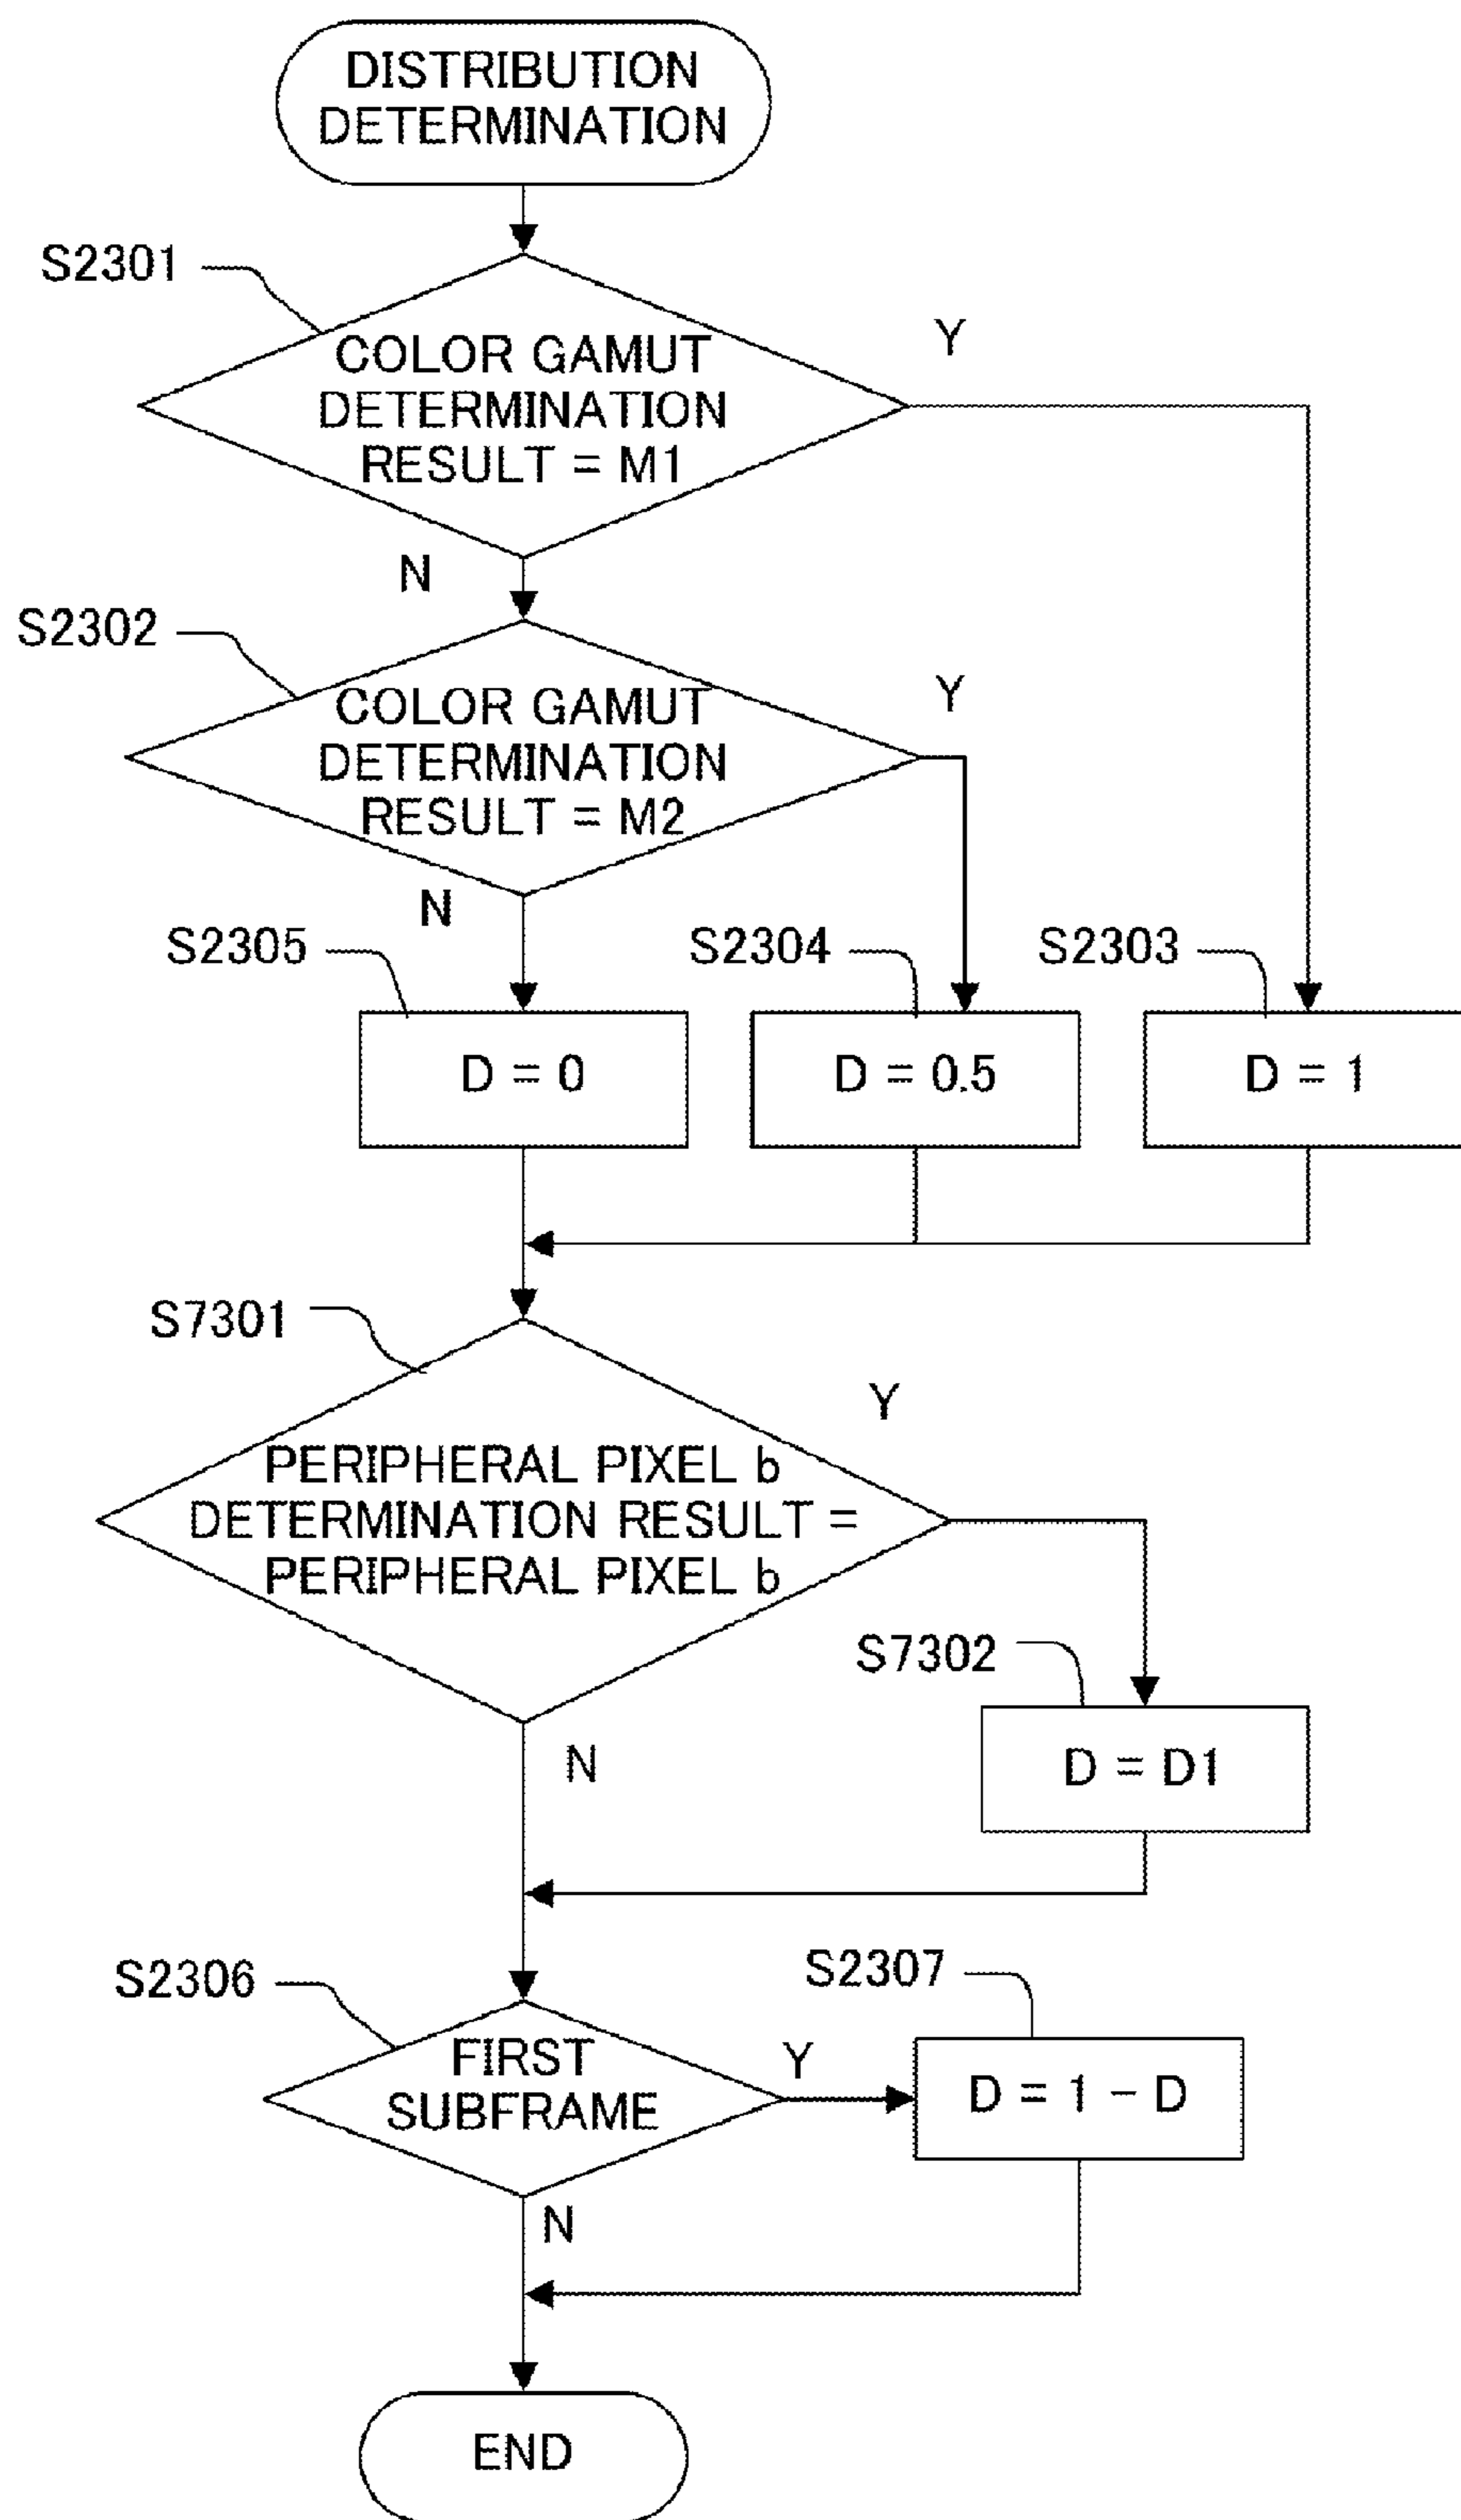 DISTRIBUTION
DETERMINATION
S2301
COLOR GAMUT
DETERMINATION
RESULT = M1
Y
N
S2302
COLOR GAMUT
DETERMINATION
RESULT = M2
Y
N
S2305
S2304
S2303
D = 0
D = 0.5
D = 1
S7301
PERIPHERAL PIXEL b
DETERMINATION RESULT =
PERIPHERAL PIXEL b
Y
N
S7302
D = D1
S2306
FIRST
SUBFRAME
Y
N
S2307
D = 1 − D
END